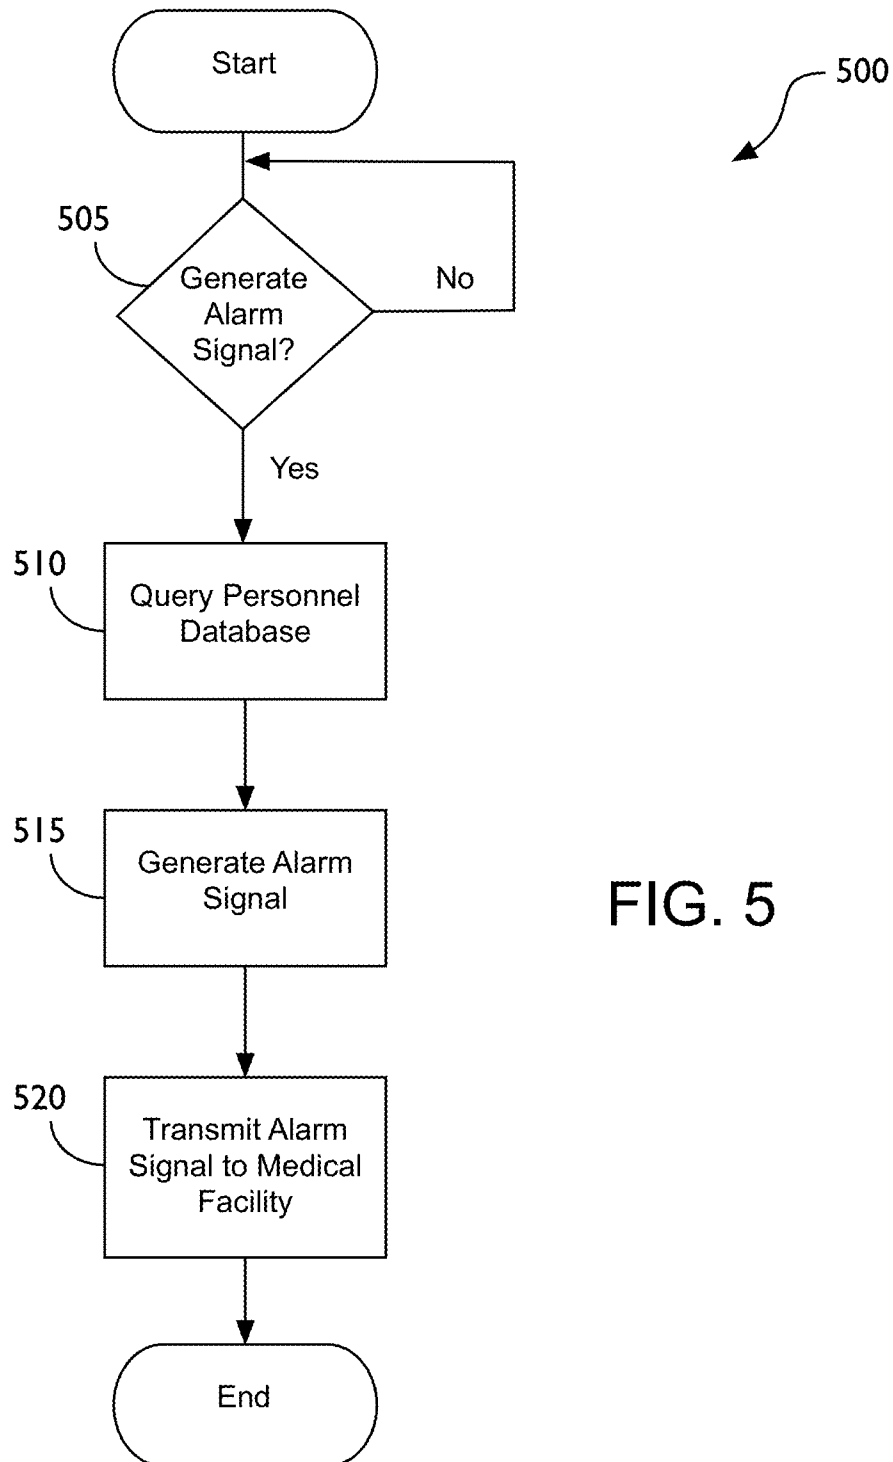 Start
500
505
Generate
Alarm
Signal?
No
Yes
510
Query Personnel
Database
515
Generate Alarm
Signal
FIG. 5
520
Transmit Alarm
Signal to Medical
Facility
End